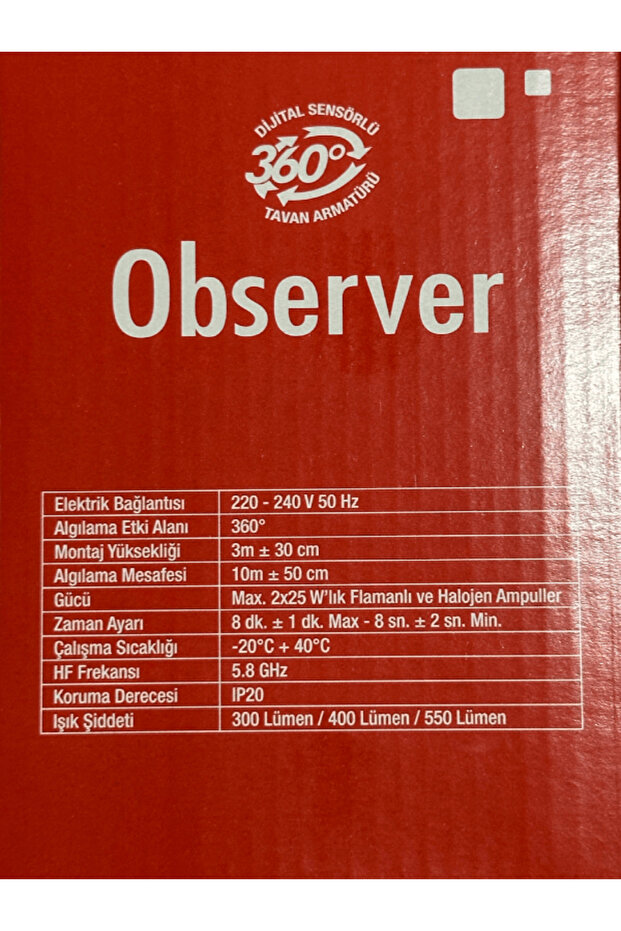 DİJİTAL SENSÖRLÜ
360°
TAVAN ARMATÜRÜ
Observer
Elektrik Bağlantısı 220 - 240 V 50 Hz
Algılama Etki Alanı 360°
Montaj Yüksekliği 3m ± 30 cm
Algılama Mesafesi 10m ± 50 cm
Gücü Max. 2x25 W'lık Flamanlı ve Halojen Ampuller
Zaman Ayarı 8 dk. ± 1 dk. Max - 8 sn. ± 2 sn. Min.
Çalışma Sıcaklığı -20°C + 40°C
HF Frekansı 5.8 GHz
Koruma Derecesi IP20
Işık Şiddeti 300 Lümen / 400 Lümen / 550 Lümen